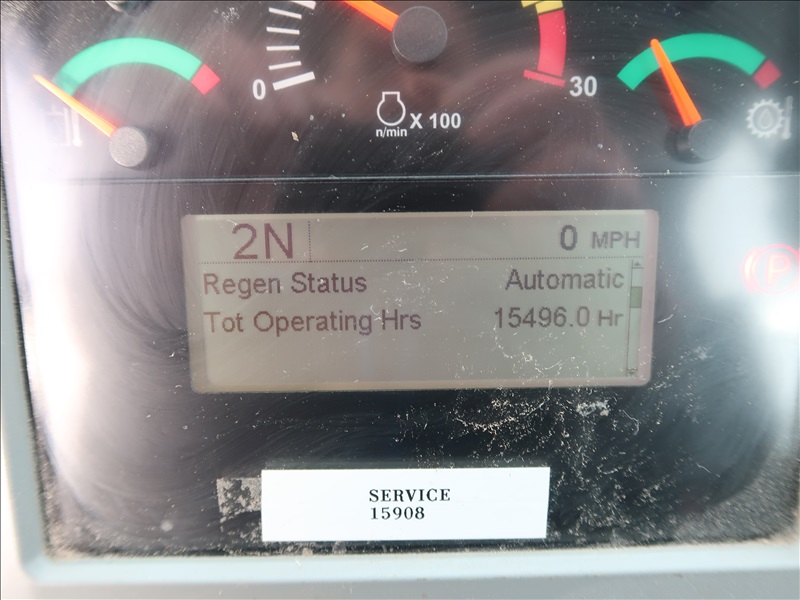 0
30
n/min X 100
2N 0 MPH
Regen Status Automatic
Tot Operating Hrs 15496.0 Hr
P
SERVICE
15908